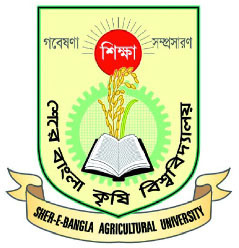 গবেষণা শিক্ষা সম্প্রসারণ
শেরে বাংলা কৃষি বিশ্ববিদ্যালয়
SHER-E-BANGLA AGRICULTURAL UNIVERSITY